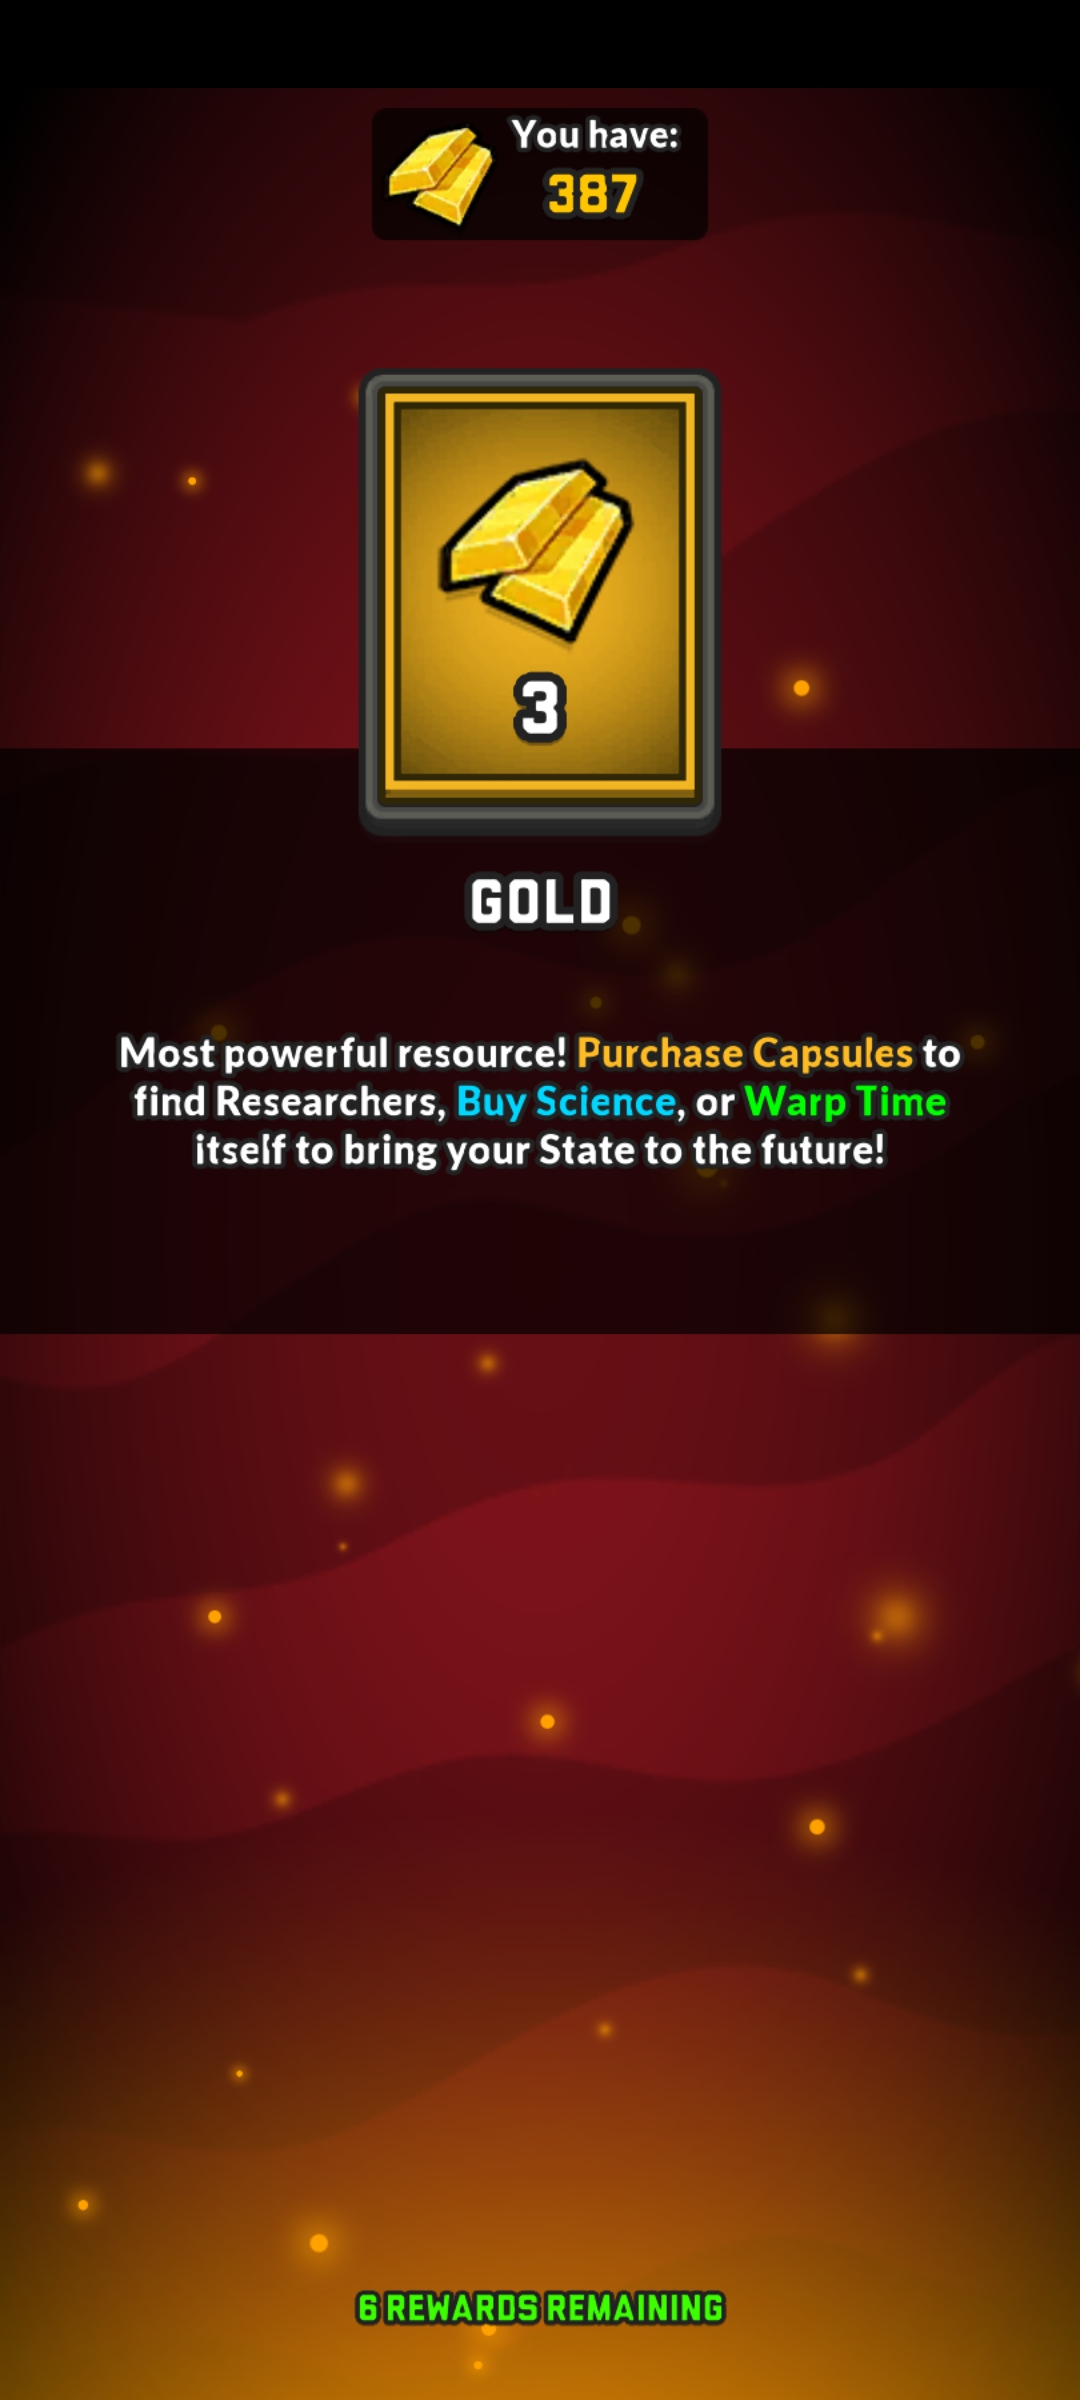 You have:
387
3
GOLD
Most powerful resource! Purchase Capsules to
find Researchers, Buy Science, or Warp Time
itself to bring your State to the future!
6 REWARDS REMAINING